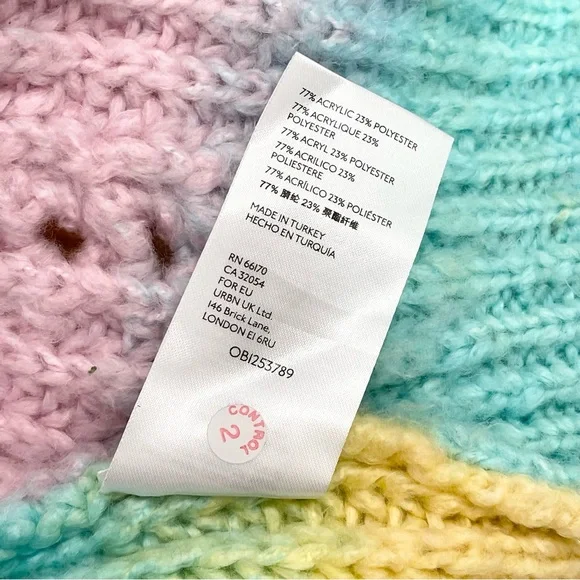 77% ACRYLIC 23% POLYESTER
77% ACRYLIQUE 23%
POLYESTER
77% ACRYL 23% POLYESTER
77% ACRILICO 23%
POLIESTERE
77% ACRÍLICO 23% POLIÉSTER
77% 腈纶 23% 聚酯纤维
MADE IN TURKEY
HECHO EN TURQUÍA
RN 66170
CA 32054
FOR EU
URBN UK Ltd.
146 Brick Lane,
LONDON E1 6RU
OB1253789
CONTROL
2